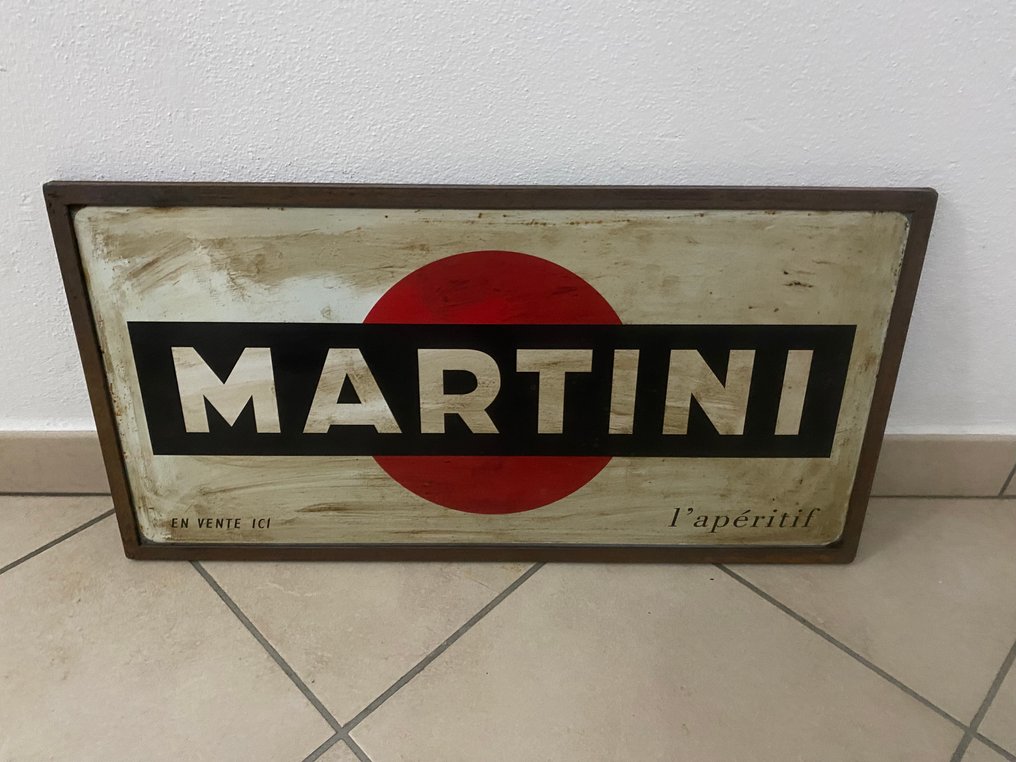 MARTINI
EN VENTE ICI
l'apéritif